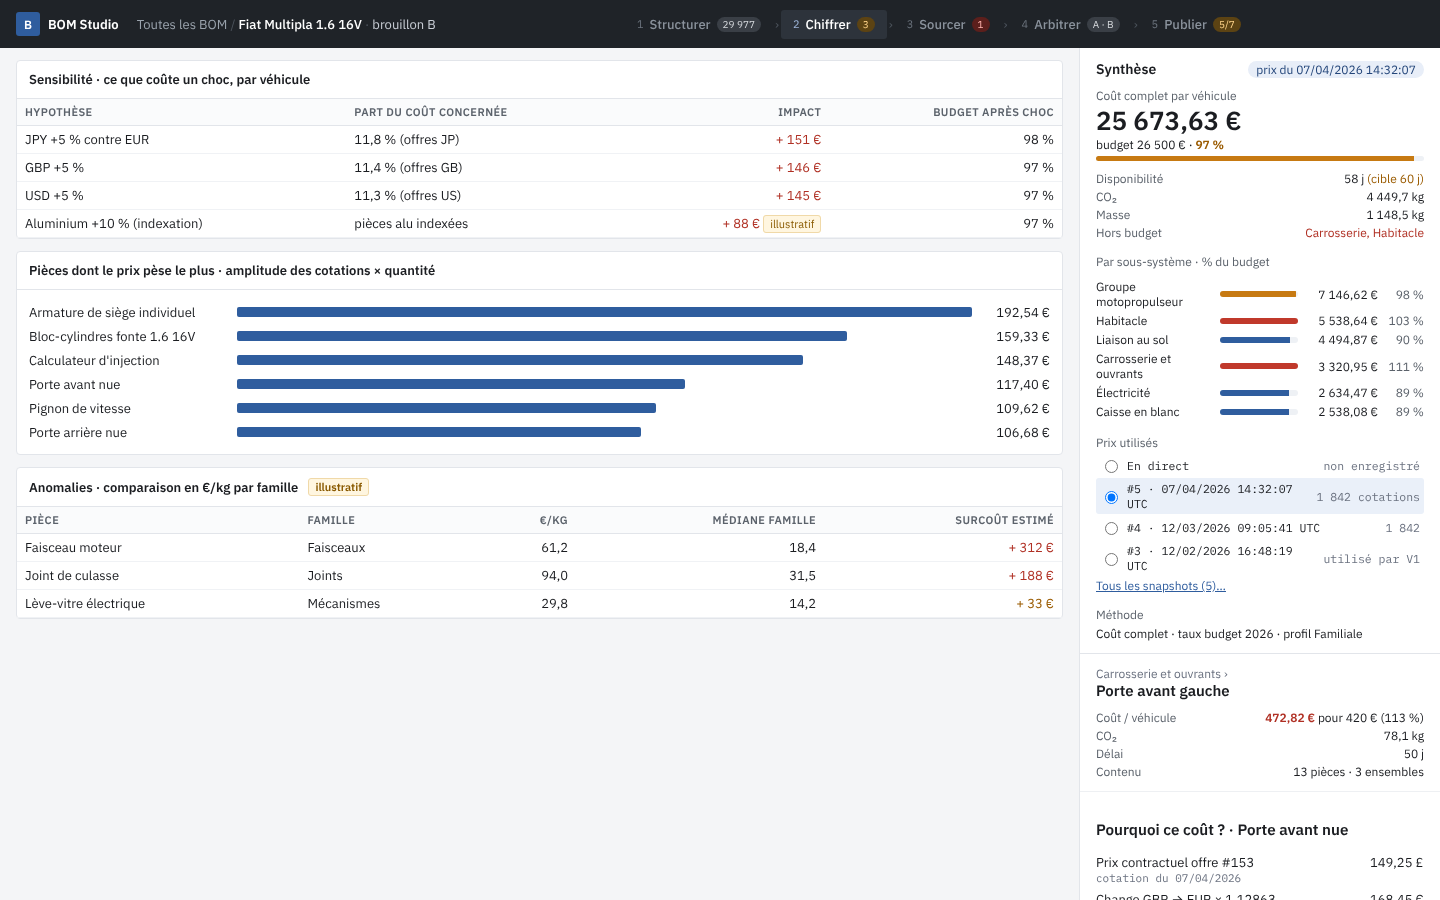 B BOM Studio Toutes les BOM / Fiat Multipla 1.6 16V · brouillon B 1 Structurer 29 977 › 2 Chiffrer 3 › 3 Sourcer 1 › 4 Arbitrer A · B › 5 Publier 5/7
Sensibilité · ce que coûte un choc, par véhicule
HYPOTHÈSE PART DU COÛT CONCERNÉE IMPACT BUDGET APRÈS CHOC
JPY +5 % contre EUR 11,8 % (offres JP) + 151 € 98 %
GBP +5 % 11,4 % (offres GB) + 146 € 97 %
USD +5 % 11,3 % (offres US) + 145 € 97 %
Aluminium +10 % (indexation) pièces alu indexées + 88 € illustratif 97 %
Pièces dont le prix pèse le plus · amplitude des cotations × quantité
Armature de siège individuel 192,54 €
Bloc-cylindres fonte 1.6 16V 159,33 €
Calculateur d'injection 148,37 €
Porte avant nue 117,40 €
Pignon de vitesse 109,62 €
Porte arrière nue 106,68 €
Anomalies · comparaison en €/kg par famille illustratif
PIÈCE FAMILLE €/KG MÉDIANE FAMILLE SURCOÛT ESTIMÉ
Faisceau moteur Faisceaux 61,2 18,4 + 312 €
Joint de culasse Joints 94,0 31,5 + 188 €
Lève-vitre électrique Mécanismes 29,8 14,2 + 33 €
Synthèse prix du 07/04/2026 14:32:07
Coût complet par véhicule
25 673,63 €
budget 26 500 € · 97 %
Disponibilité 58 j (cible 60 j)
CO₂ 4 449,7 kg
Masse 1 148,5 kg
Hors budget Carrosserie, Habitacle
Par sous-système · % du budget
Groupe
motopropulseur 7 146,62 € 98 %
Habitacle 5 538,64 € 103 %
Liaison au sol 4 494,87 € 90 %
Carrosserie et
ouvrants 3 320,95 € 111 %
Électricité 2 634,47 € 89 %
Caisse en blanc 2 538,08 € 89 %
Prix utilisés
En direct non enregistré
#5 · 07/04/2026 14:32:07
UTC 1 842 cotations
#4 · 12/03/2026 09:05:41 UTC 1 842
#3 · 12/02/2026 16:48:19
UTC utilisé par V1
Tous les snapshots (5)…
Méthode
Coût complet · taux budget 2026 · profil Familiale
Carrosserie et ouvrants ›
Porte avant gauche
Coût / véhicule 472,82 € pour 420 € (113 %)
CO₂ 78,1 kg
Délai 50 j
Contenu 13 pièces · 3 ensembles
Pourquoi ce coût ? · Porte avant nue
Prix contractuel offre #153 149,25 £
cotation du 07/04/2026
Change GBP → EUR × 1,12863 168,45 €